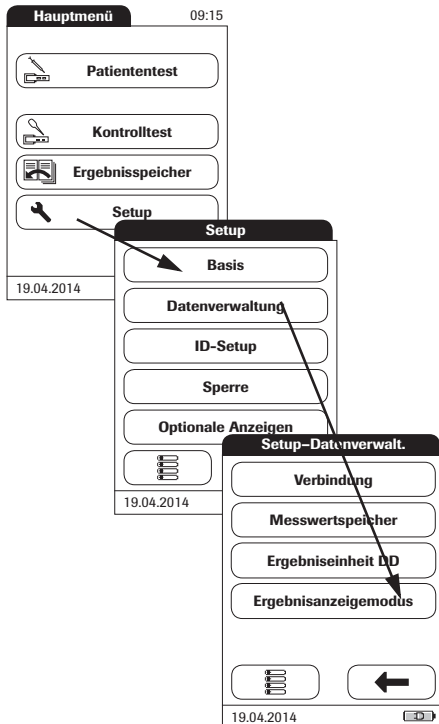 Hauptmenü 09:15
Patiententest
Kontrolltest
Ergebnisspeicher
Setup
19.04.2014
Setup
Basis
Datenverwaltung
ID-Setup
Sperre
Optionale Anzeigen
19.04.2014
Setup–Datenverwalt.
Verbindung
Messwertspeicher
Ergebniseinheit DD
Ergebnisanzeigemodus
19.04.2014